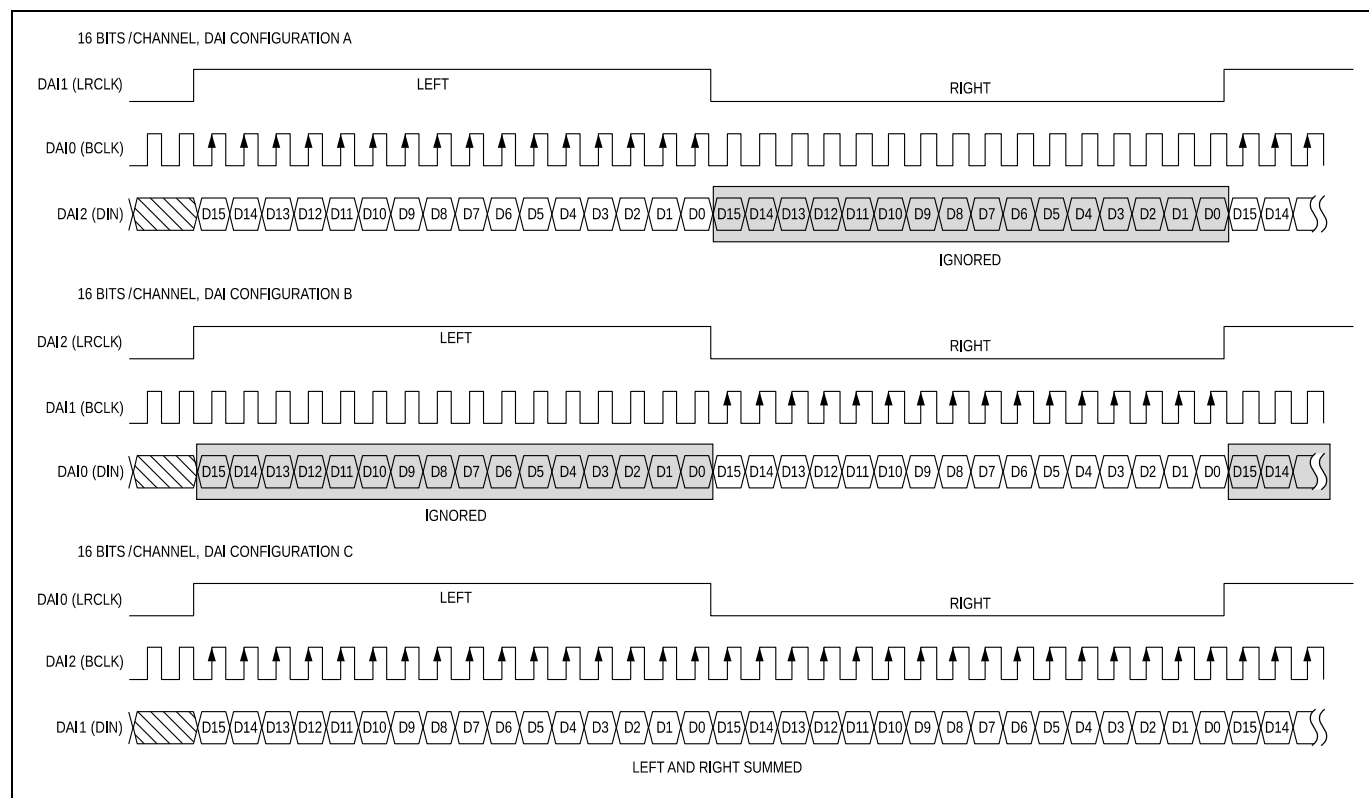 16 BITS/CHANNEL, DAI CONFIGURATION A
DAI1 (LRCLK) LEFT RIGHT
DAI0 (BCLK)
DAI2 (DIN) D15 D14 D13 D12 D11 D10 D9 D8 D7 D6 D5 D4 D3 D2 D1 D0 D15 D14 D13 D12 D11 D10 D9 D8 D7 D6 D5 D4 D3 D2 D1 D0 D15 D14
IGNORED
16 BITS/CHANNEL, DAI CONFIGURATION B
DAI2 (LRCLK) LEFT RIGHT
DAI1 (BCLK)
DAI0 (DIN) D15 D14 D13 D12 D11 D10 D9 D8 D7 D6 D5 D4 D3 D2 D1 D0 D15 D14 D13 D12 D11 D10 D9 D8 D7 D6 D5 D4 D3 D2 D1 D0 D15 D14
IGNORED
16 BITS/CHANNEL, DAI CONFIGURATION C
DAI0 (LRCLK) LEFT RIGHT
DAI2 (BCLK)
DAI1 (DIN) D15 D14 D13 D12 D11 D10 D9 D8 D7 D6 D5 D4 D3 D2 D1 D0 D15 D14 D13 D12 D11 D10 D9 D8 D7 D6 D5 D4 D3 D2 D1 D0 D15 D14
LEFT AND RIGHT SUMMED